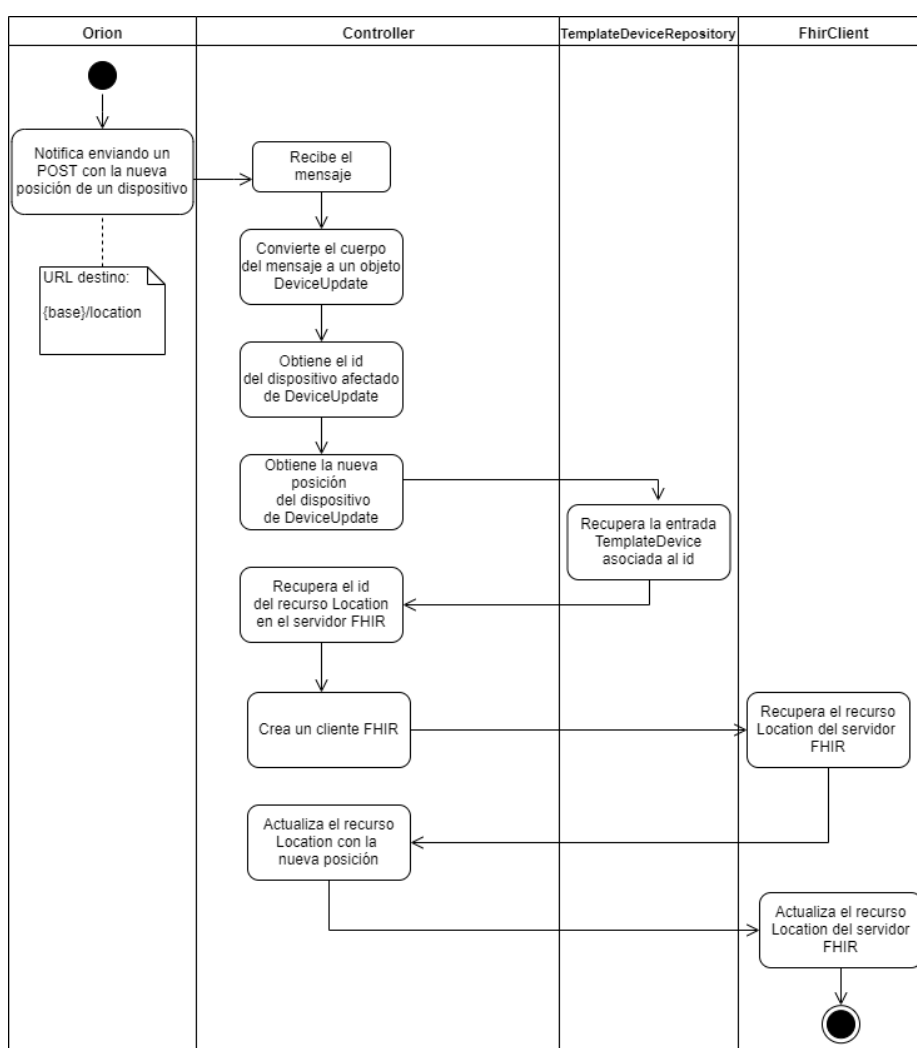 Orion
Controller
TemplateDeviceRepository
FhirClient
Notifica enviando un
POST con la nueva
posición de un dispositivo
Recibe el
mensaje
URL destino:
{base}/location
Convierte el cuerpo
del mensaje a un objeto
DeviceUpdate
Obtiene el id
del dispositivo afectado
de DeviceUpdate
Obtiene la nueva
posición
del dispositivo
de DeviceUpdate
Recupera la entrada
TemplateDevice
asociada al id
Recupera el id
del recurso Location
en el servidor FHIR
Crea un cliente FHIR
Recupera el recurso
Location del servidor
FHIR
Actualiza el recurso
Location con la
nueva posición
Actualiza el recurso
Location del servidor
FHIR